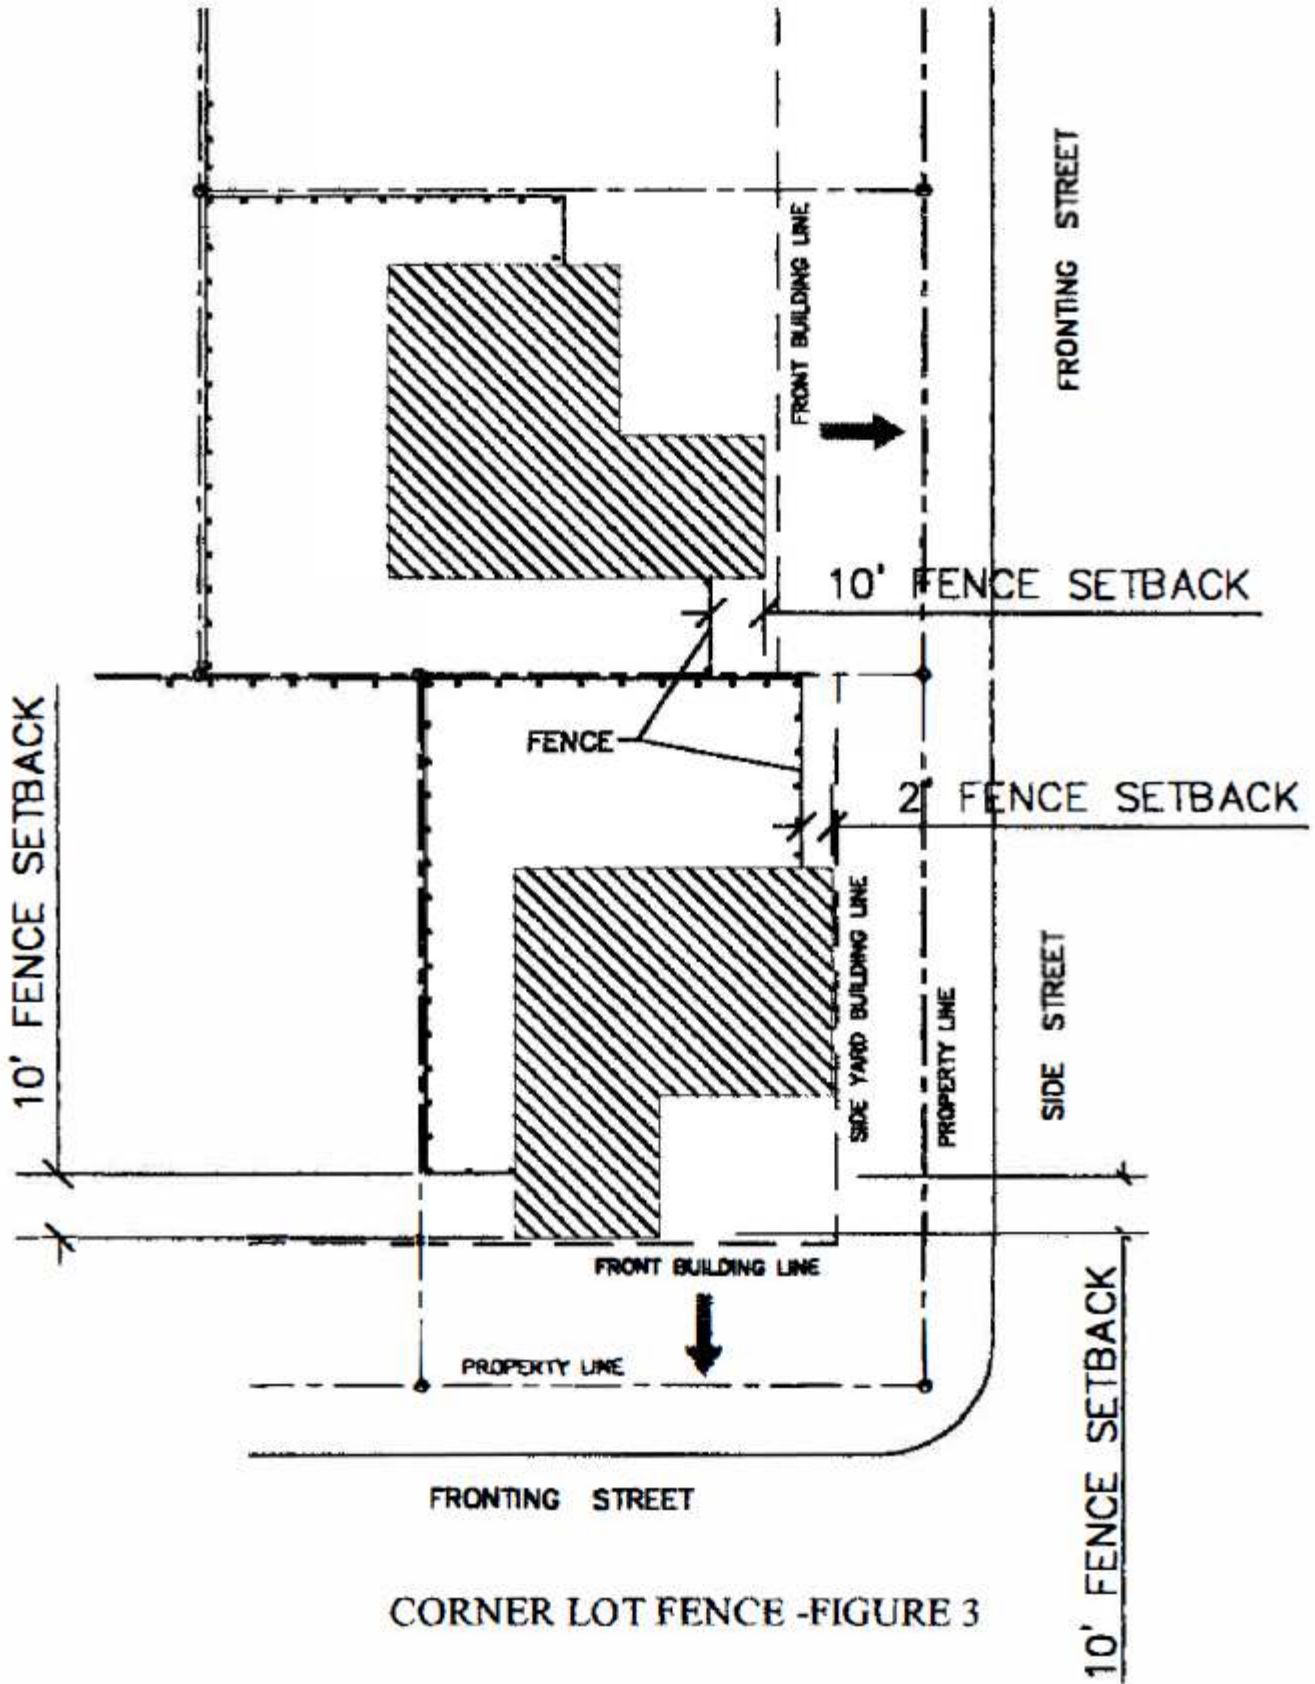 FRONTING STREET
FRONT BUILDING LINE
10' FENCE SETBACK
FENCE
2' FENCE SETBACK
10' FENCE SETBACK
SIDE YARD BUILDING LINE
PROPERTY LINE
SIDE STREET
FRONT BUILDING LINE
PROPERTY LINE
FRONTING STREET
10' FENCE SETBACK
CORNER LOT FENCE -FIGURE 3